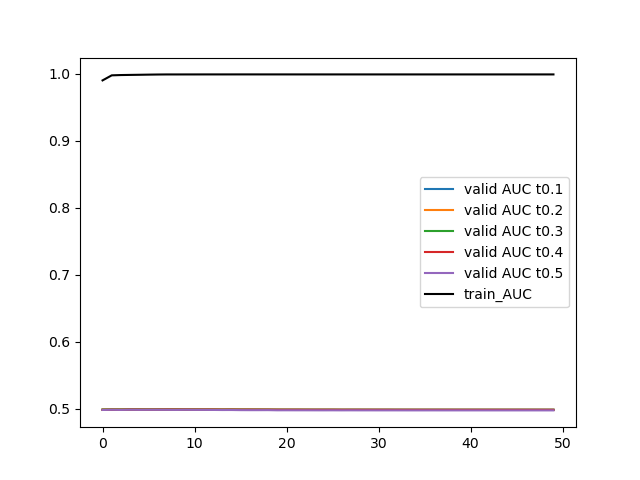 1.0
0.9
0.8
0.7
0.6
0.5
valid AUC t0.1
valid AUC t0.2
valid AUC t0.3
valid AUC t0.4
valid AUC t0.5
train_AUC
0 10 20 30 40 50